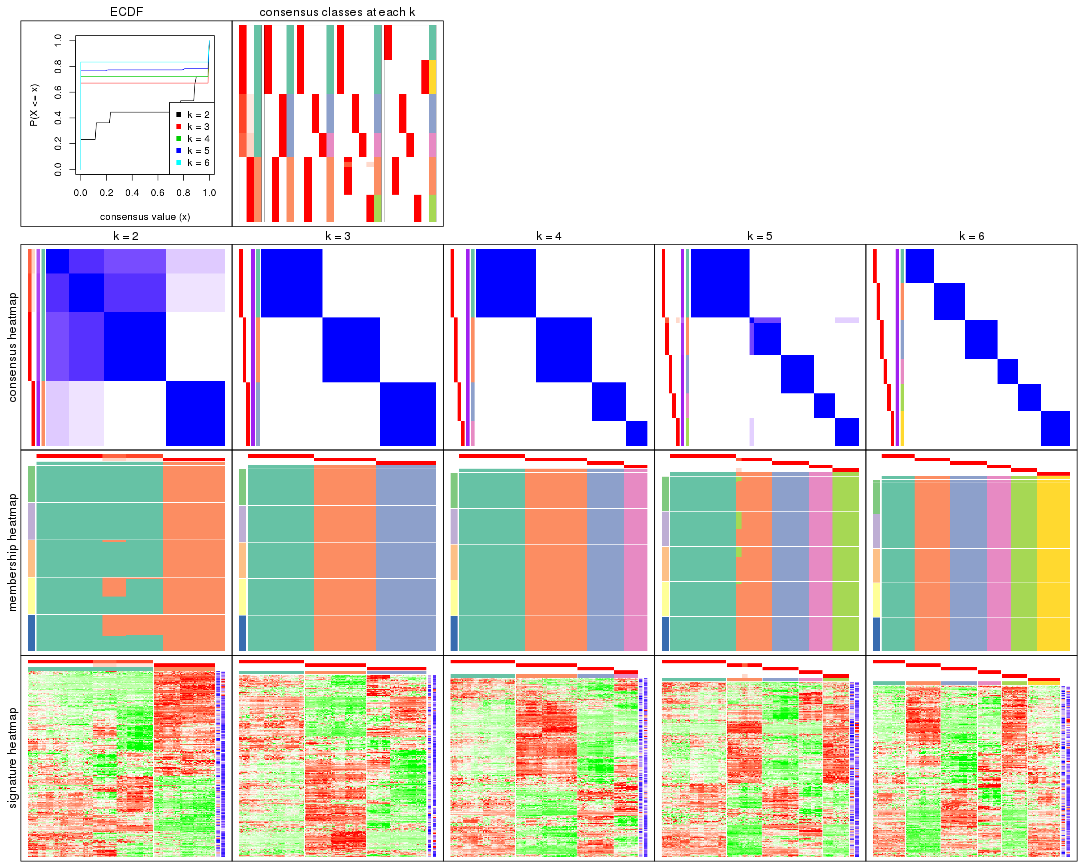 ECDF
consensus classes at each k
P(X <= x)
0.0 0.2 0.4 0.6 0.8 1.0
k = 2
k = 3
k = 4
k = 5
k = 6
0.0 0.2 0.4 0.6 0.8 1.0
consensus value (x)
k = 2 k = 3 k = 4 k = 5 k = 6
consensus heatmap
membership heatmap
signature heatmap